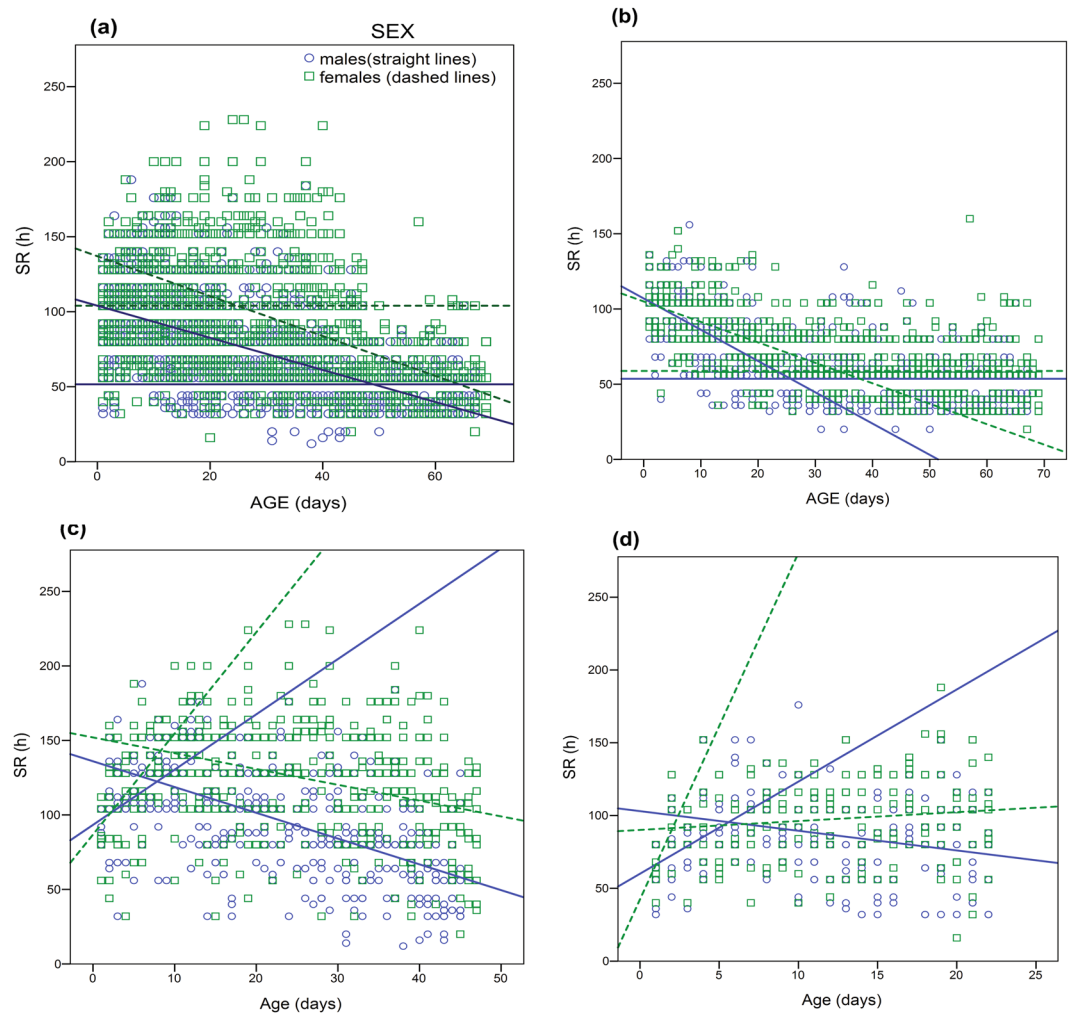 (a)
SEX
males(straight lines)
females (dashed lines)
SR (h)
250
200
150
100
50
0
0 20 40 60
AGE (days)
(b)
SR (h)
250
200
150
100
50
0
0 10 20 30 40 50 60 70
AGE (days)
(c)
SR (h)
250
200
150
100
50
0
0 10 20 30 40 50
Age (days)
(d)
SR (h)
250
200
150
100
50
0
0 5 10 15 20 25
Age (days)